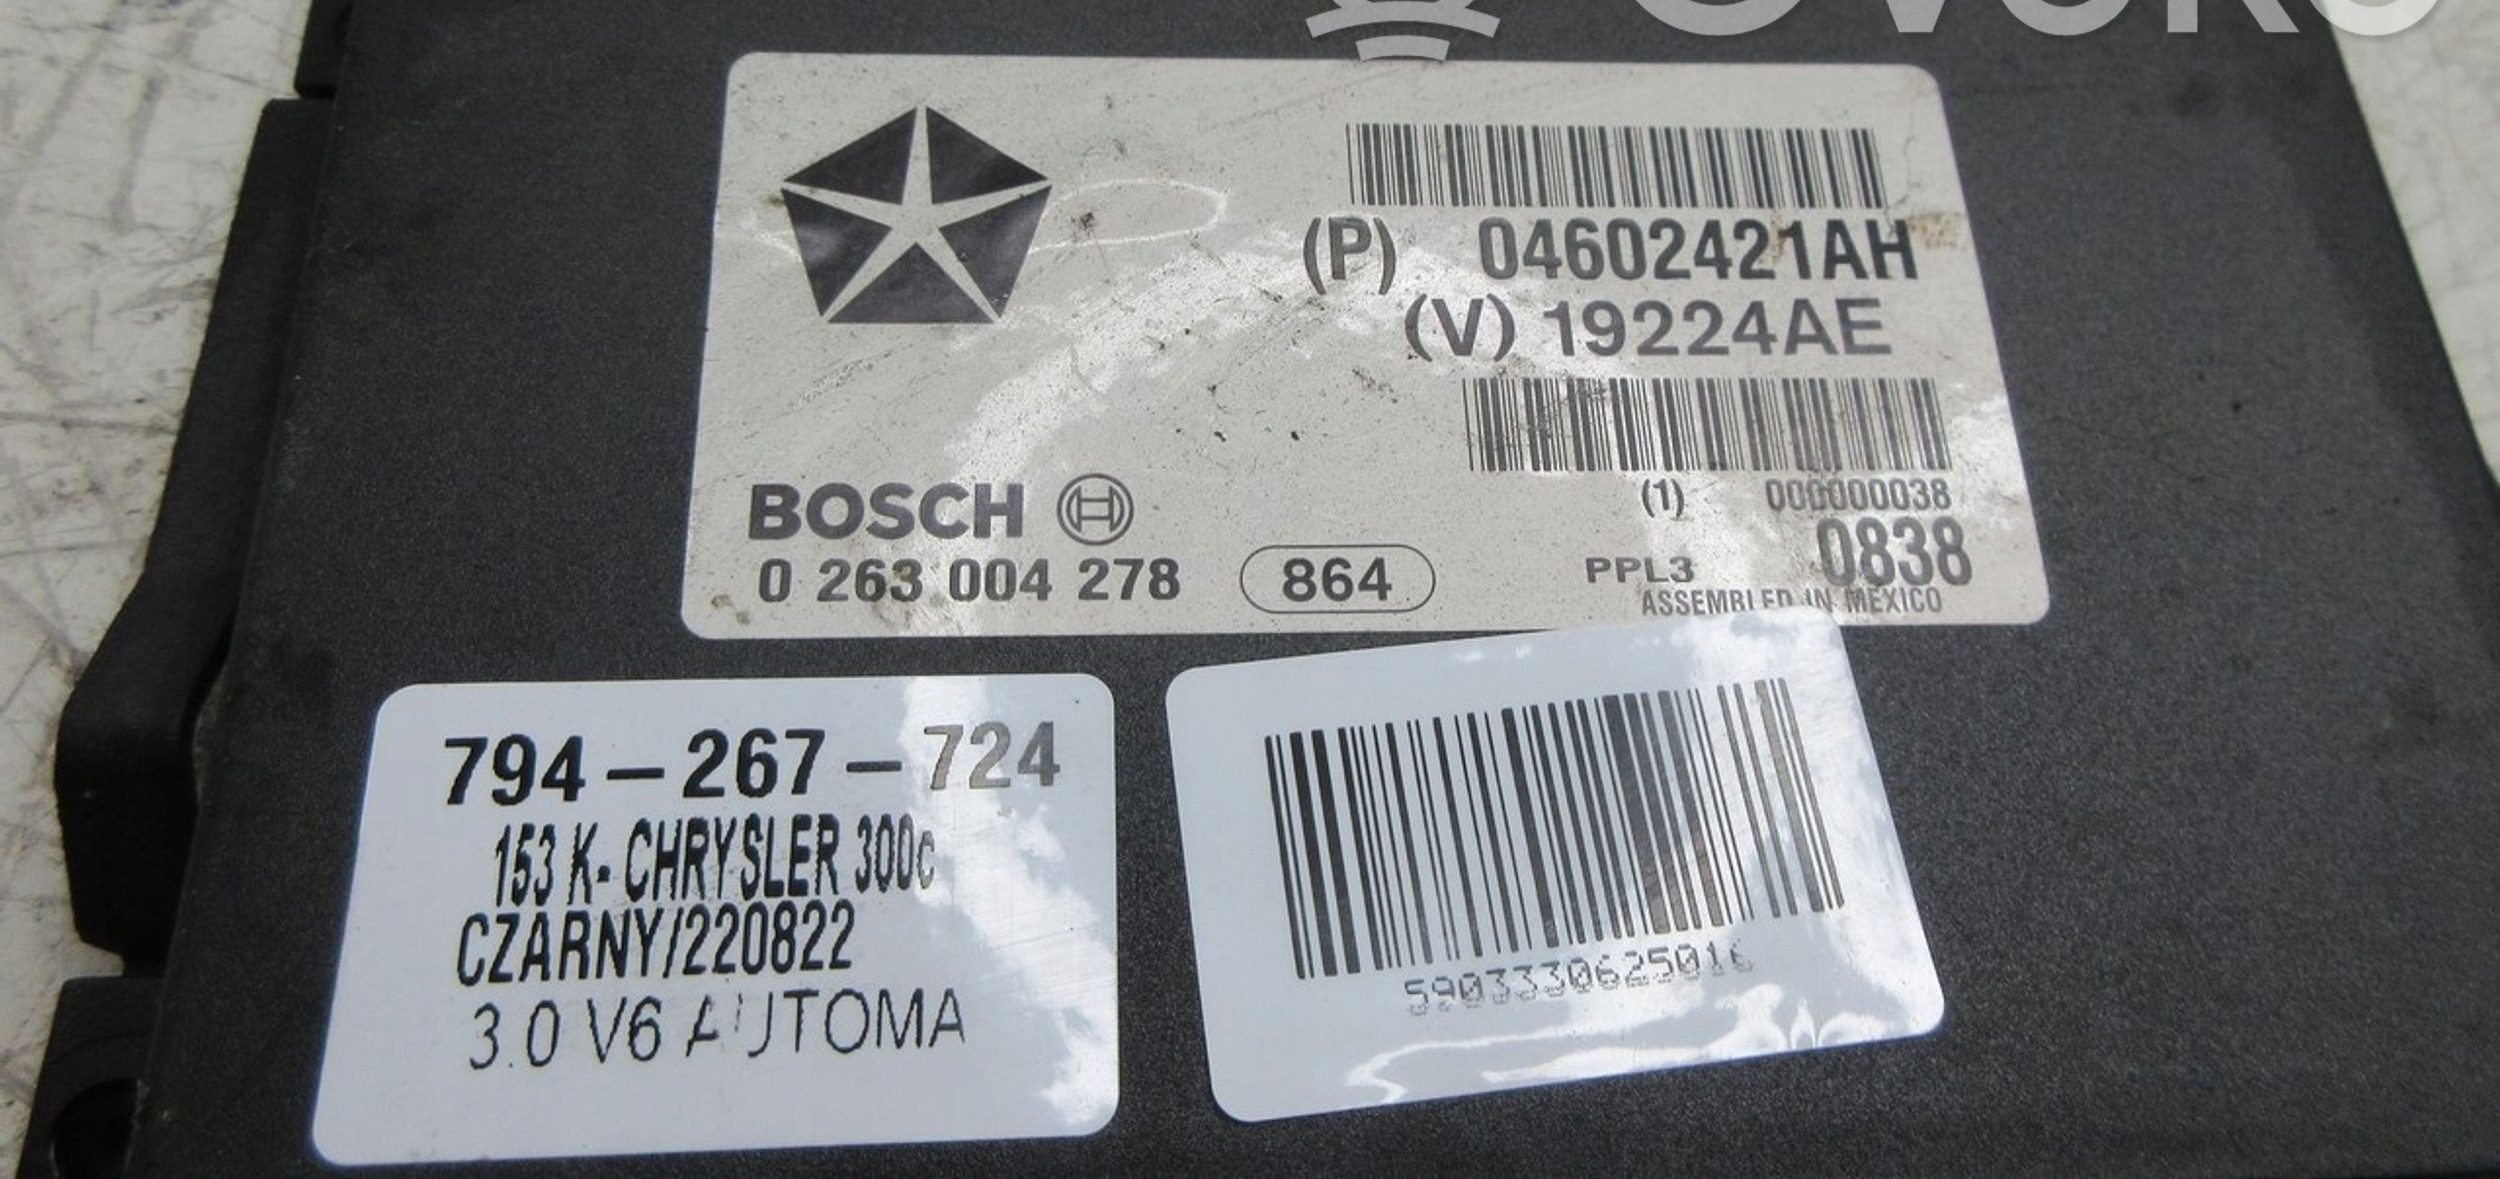 (P) 04602421AH
(V) 19224AE
(1) 000000038
BOSCH
0838
0 263 004 278
864
PPL3
ASSEMBLED IN MEXICO
794-267-724
153 K- CHRYSLER 300c
CZARNY/220822
3.0 V6 AUTOMA
5903330625016